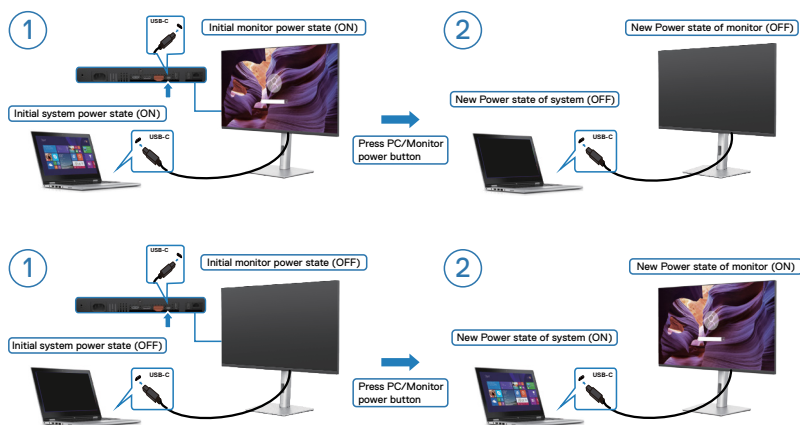 1
USB-C
Initial monitor power state (ON)
2
New Power state of monitor (OFF)
Initial system power state (ON)
USB-C
New Power state of system (OFF)
USB-C
Press PC/Monitor
power button
1
USB-C
Initial monitor power state (OFF)
2
New Power state of monitor (ON)
Initial system power state (OFF)
USB-C
New Power state of system (ON)
USB-C
Press PC/Monitor
power button